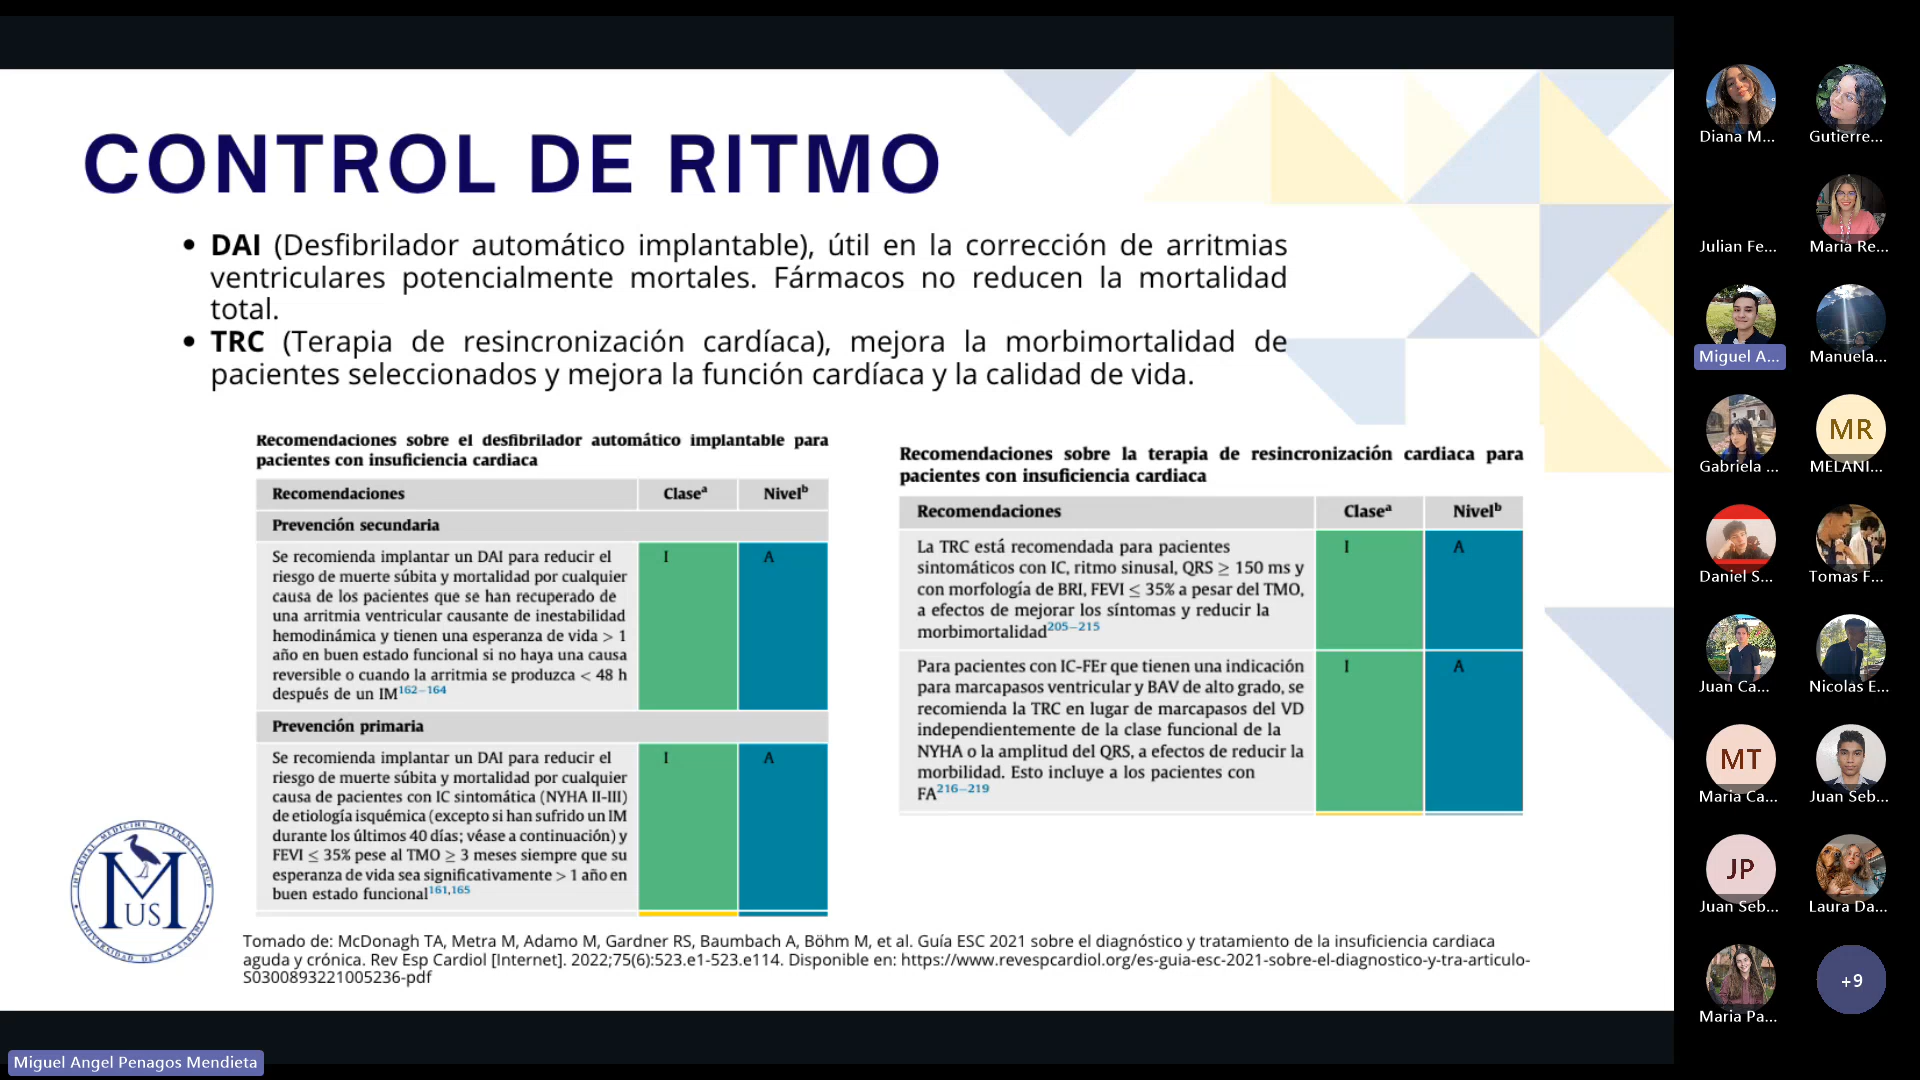 CONTROL DE RITMO
• DAI (Desfibrilador automático implantable), útil en la corrección de arritmias
ventriculares potencialmente mortales. Fármacos no reducen la mortalidad
total.
• TRC (Terapia de resincronización cardíaca), mejora la morbimortalidad de
pacientes seleccionados y mejora la función cardíaca y la calidad de vida.
Recomendaciones sobre el desfibrilador automático implantable para
pacientes con insuficiencia cardiaca
Recomendaciones Claseª Nivelᵇ
Prevención secundaria
Se recomienda implantar un DAI para reducir el I A
riesgo de muerte súbita y mortalidad por cualquier
causa de los pacientes que se han recuperado de
una arritmia ventricular causante de inestabilidad
hemodinámica y tienen una esperanza de vida > 1
año en buen estado funcional si no haya una causa
reversible o cuando la arritmia se produzca < 48 h
después de un IM162–164
Prevención primaria
Se recomienda implantar un DAI para reducir el I A
riesgo de muerte súbita y mortalidad por cualquier
causa de pacientes con IC sintomática (NYHA II-III)
de etiología isquémica (excepto si han sufrido un IM
durante los últimos 40 días; véase a continuación) y
FEVI ≤ 35% pese al TMO ≥ 3 meses siempre que su
esperanza de vida sea significativamente > 1 año en
buen estado funcional161,165
Recomendaciones sobre la terapia de resincronización cardiaca para
pacientes con insuficiencia cardiaca
Recomendaciones Claseª Nivelᵇ
La TRC está recomendada para pacientes I A
sintomáticos con IC, ritmo sinusal, QRS ≥ 150 ms y
con morfología de BRI, FEVI ≤ 35% a pesar del TMO,
a efectos de mejorar los síntomas y reducir la
morbimortalidad205–215
Para pacientes con IC-FEr que tienen una indicación I A
para marcapasos ventricular y BAV de alto grado, se
recomienda la TRC en lugar de marcapasos del VD
independientemente de la clase funcional de la
NYHA o la amplitud del QRS, a efectos de reducir la
morbilidad. Esto incluye a los pacientes con
FA216–219
INTERNAL MEDICINE INTEREST GROUP
M
US
UNIVERSIDAD DE LA SABANA
Tomado de: McDonagh TA, Metra M, Adamo M, Gardner RS, Baumbach A, Böhm M, et al. Guía ESC 2021 sobre el diagnóstico y tratamiento de la insuficiencia cardiaca
aguda y crónica. Rev Esp Cardiol [Internet]. 2022;75(6):523.e1-523.e114. Disponible en: https://www.revespcardiol.org/es-guia-esc-2021-sobre-el-diagnostico-y-tra-articulo-
S0300893221005236-pdf
Miguel Angel Penagos Mendieta
Diana M... Gutierre...
Julian Fe... Maria Re...
Miguel A... Manuela...
MR
Gabriela ... MELANI...
Daniel S... Tomas F...
Juan Ca... Nicolas E...
MT
Maria Ca... Juan Seb...
JP
Juan Seb... Laura Da...
+9
Maria Pa...